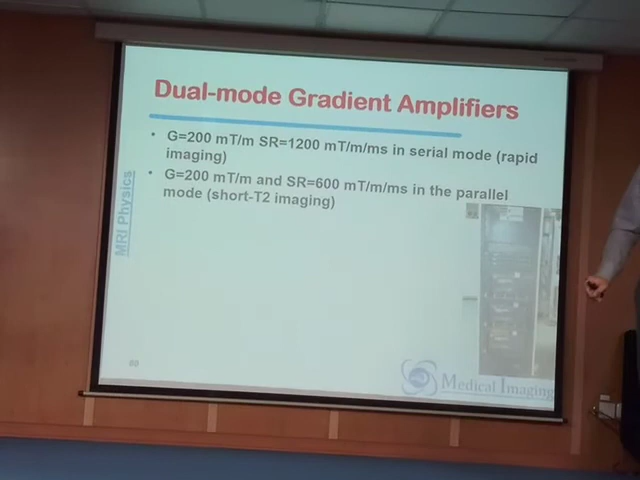 Dual-mode Gradient Amplifiers
• G=200 mT/m SR=1200 mT/m/ms in serial mode (rapid
imaging)
• G=200 mT/m and SR=600 mT/m/ms in the parallel
mode (short-T2 imaging)
MRI Physics
Medical Imaging